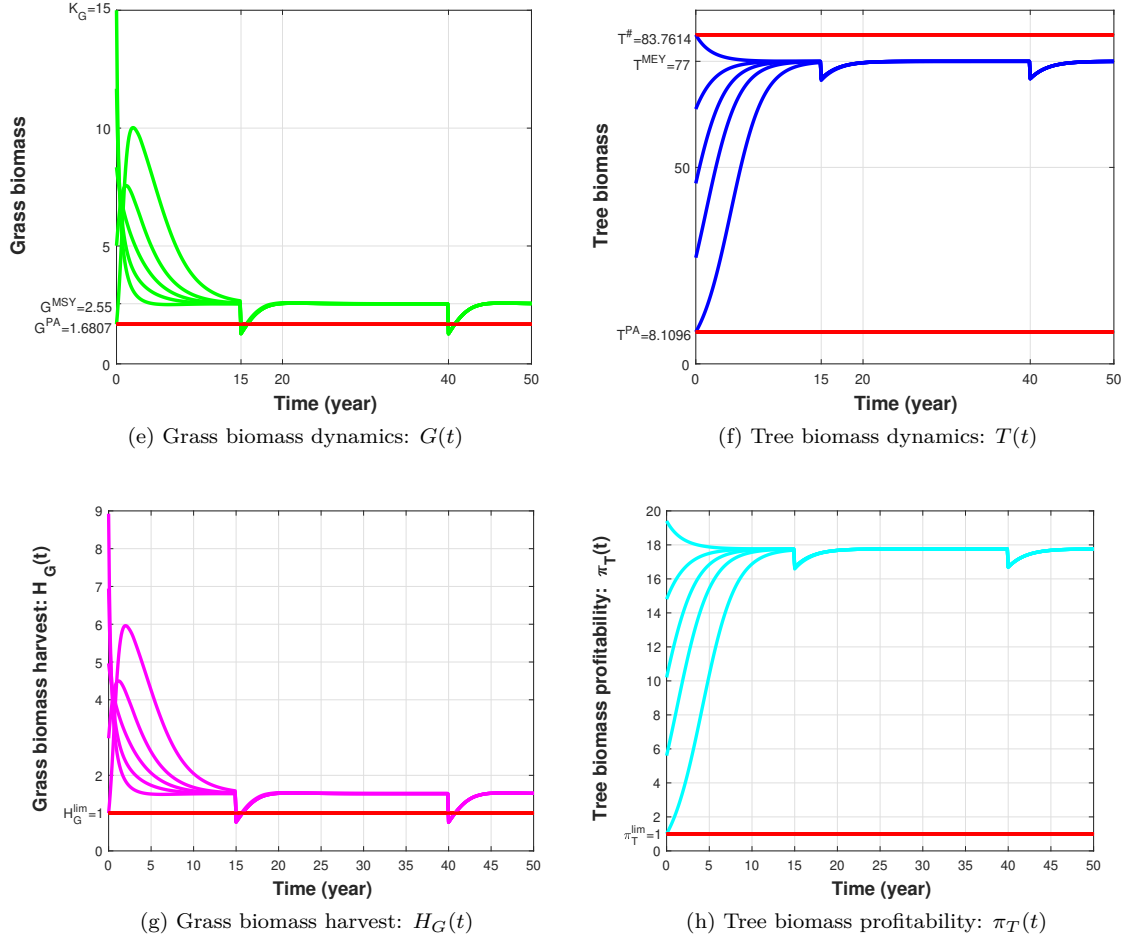 K_G=15
10
5
G^MSY=2.55
G^PA=1.6807
0
Grass biomass
0 15 20 40 50
Time (year)
(e) Grass biomass dynamics: G(t)
T^#=83.7614
T^MEY=77
50
T^PA=8.1096
0
Tree biomass
0 15 20 40 50
Time (year)
(f) Tree biomass dynamics: T(t)
9
8
7
6
5
4
2
H_G^lim=1
0
Grass biomass harvest: H_G(t)
0 5 10 15 20 25 30 35 40 45 50
Time (year)
(g) Grass biomass harvest: H_G(t)
20
18
16
14
12
10
8
6
4
2
π_T^lim=1
0
Tree biomass profitability: π_T(t)
0 5 10 15 20 25 30 35 40 45 50
Time (year)
(h) Tree biomass profitability: π_T(t)